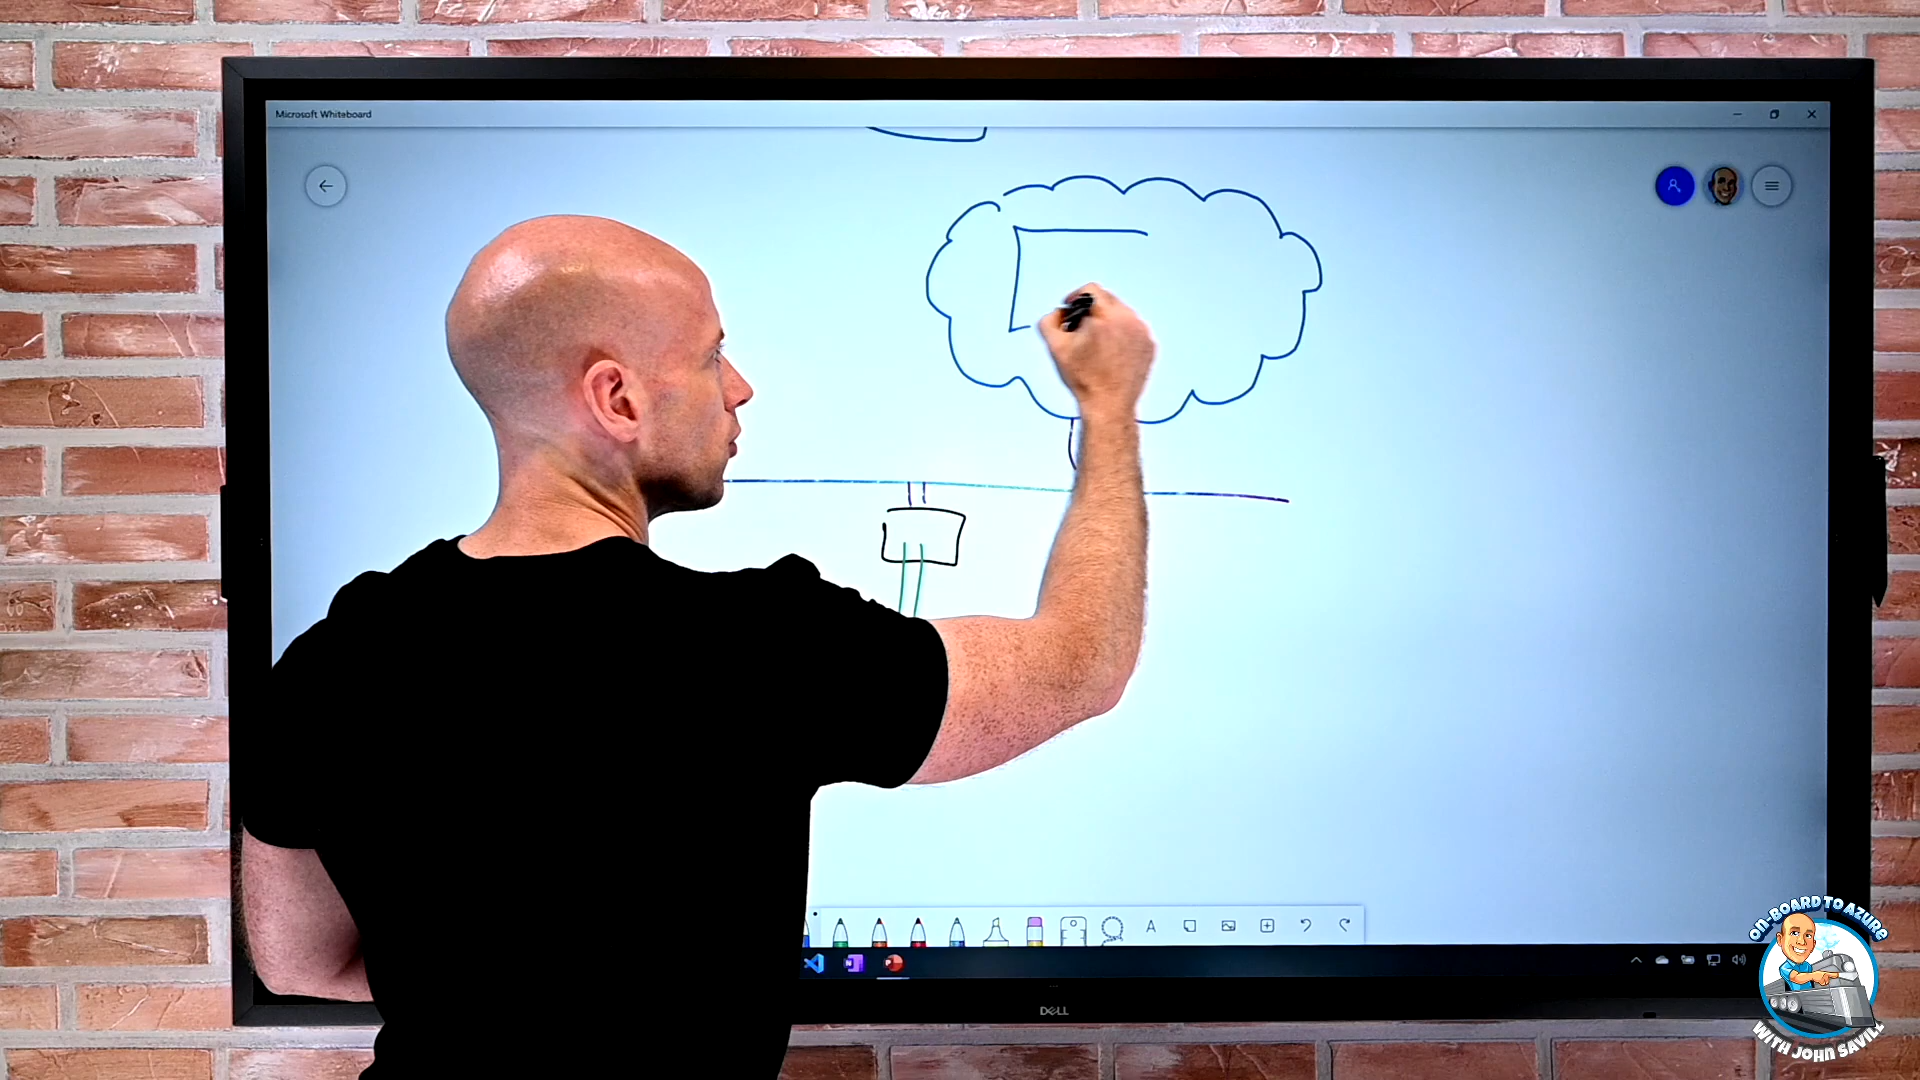 Microsoft Whiteboard
A
DELL
ON-BOARD TO AZURE
WITH JOHN SAVILL